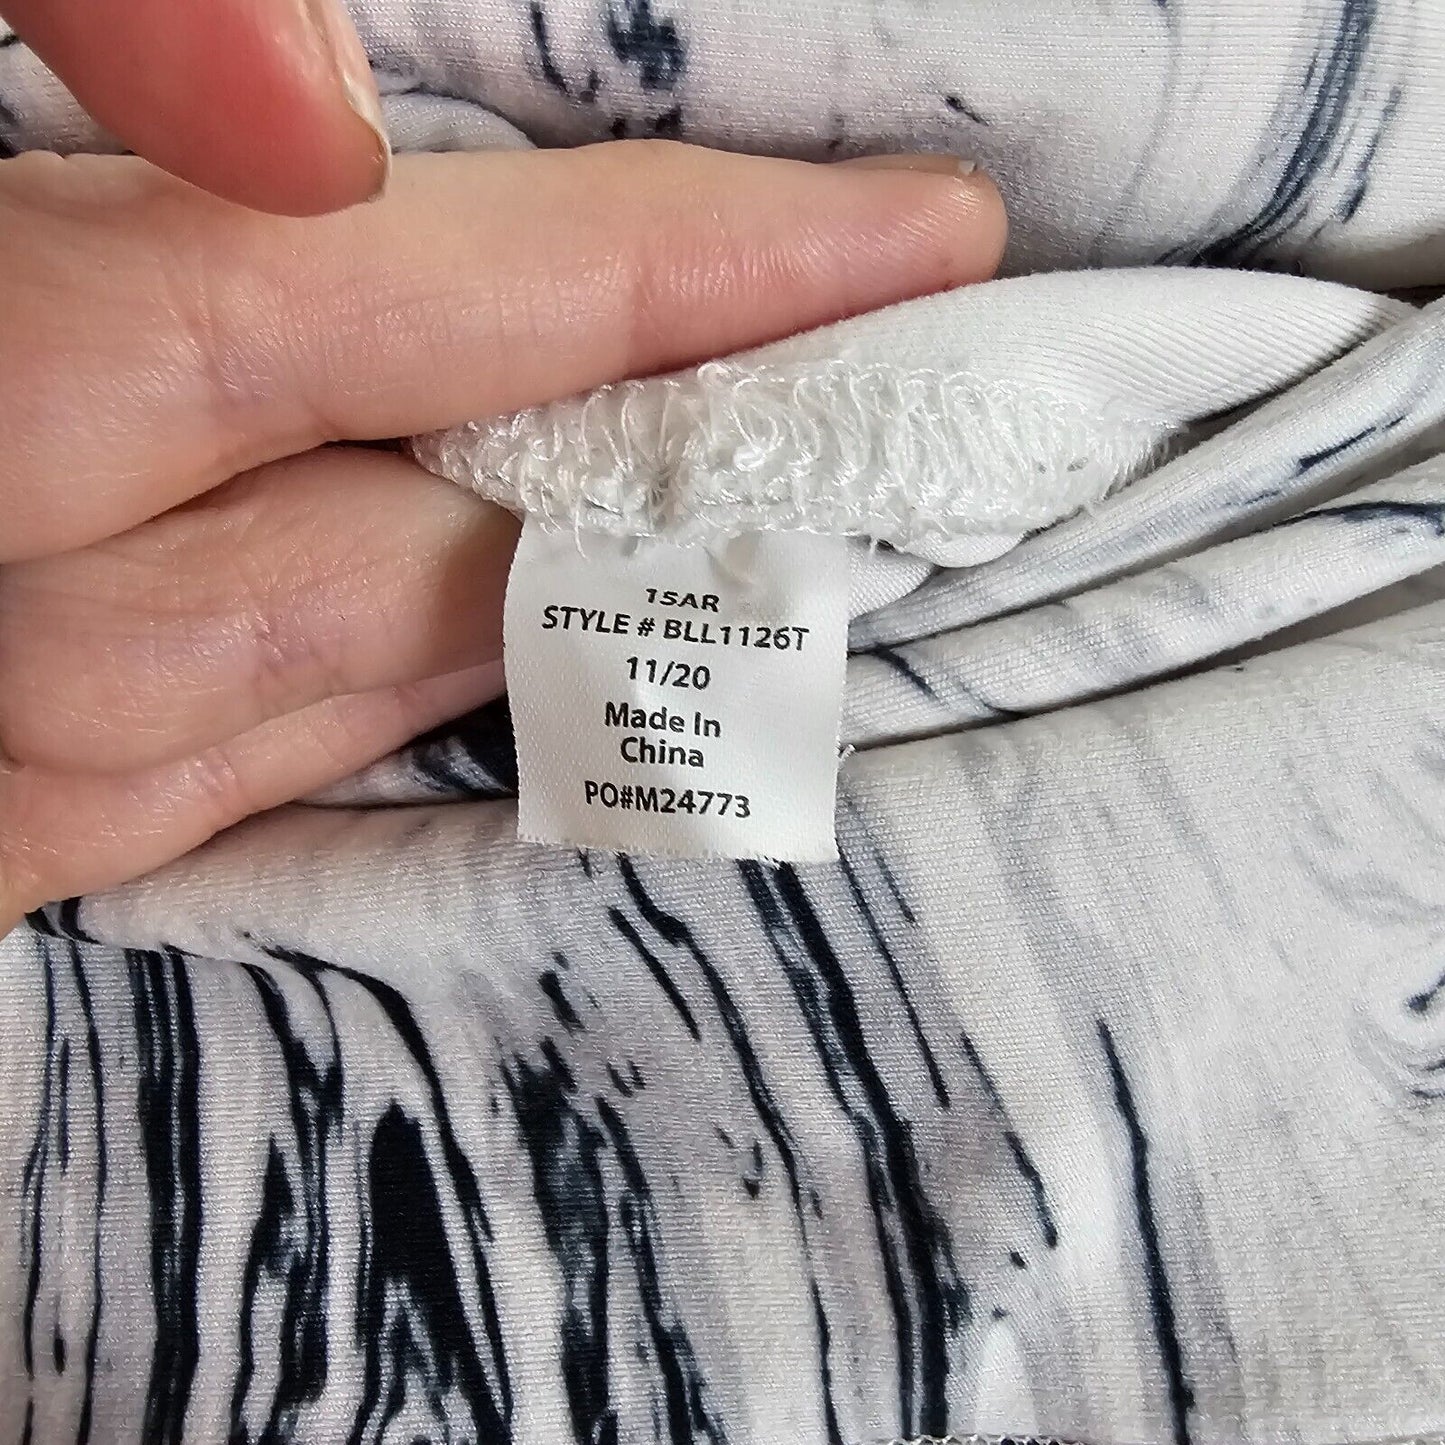 15AR
STYLE # BLL1126T
11/20
Made In
China
PO#M24773